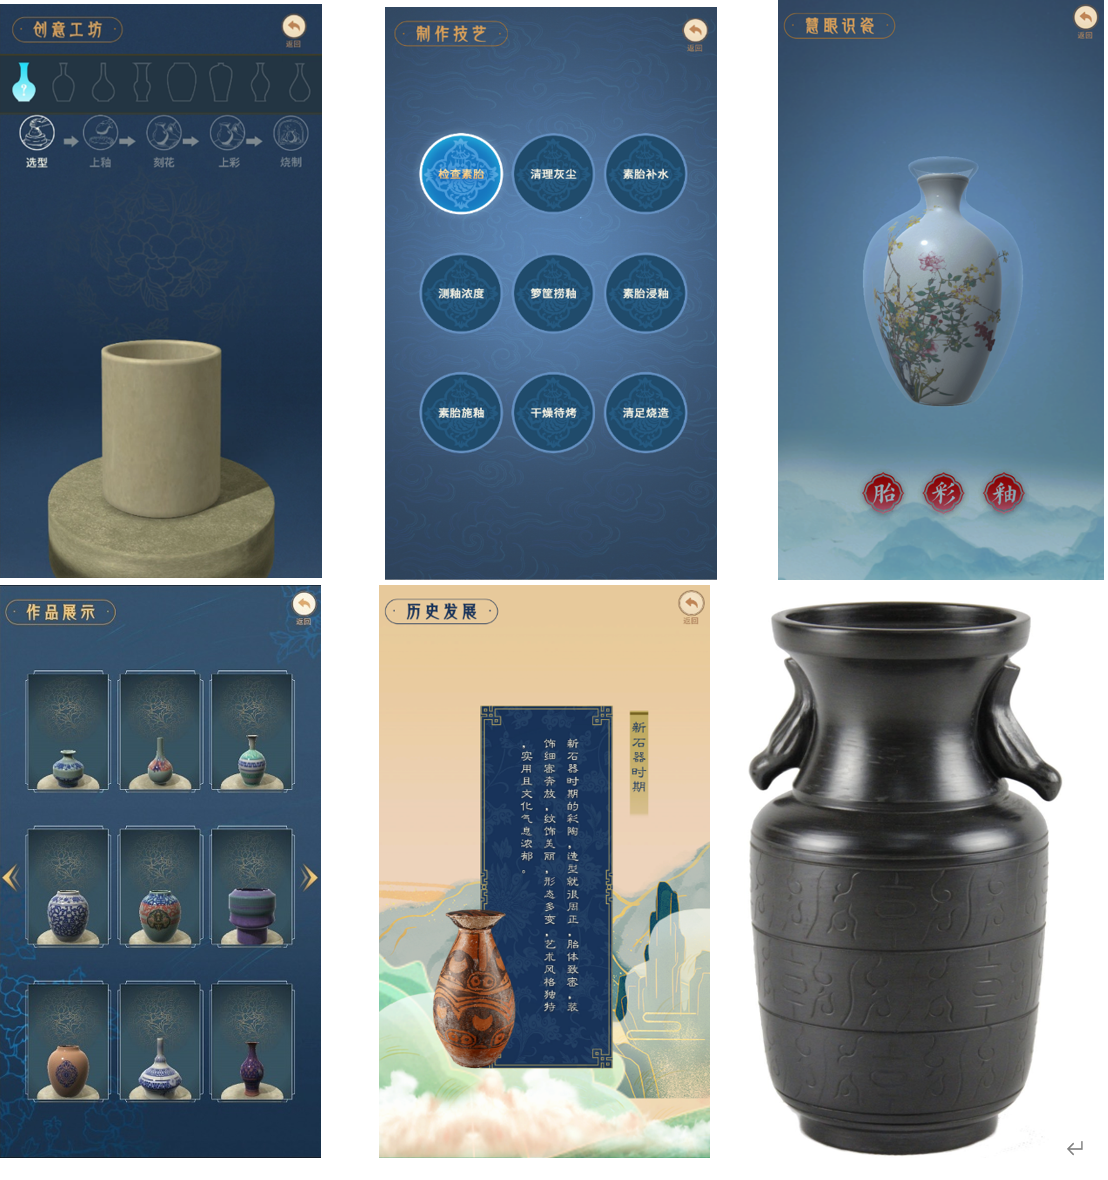 创意工坊
返回
?
选型
上釉
刻花
上彩
烧制
制作技艺
返回
检查素胎
清理灰尘
素胎补水
测釉浓度
箩筐捞釉
素胎浸釉
素胎施釉
干燥待烤
清足烧造
慧眼识瓷
返回
胎
彩
釉
作品展示
返回
历史发展
返回
新石器时期
新石器时期的彩陶，造型就很周正，胎体致密，装
饰细密奔放，纹饰美丽，形态多变，艺术风格独特
，实用且文化气息浓郁。